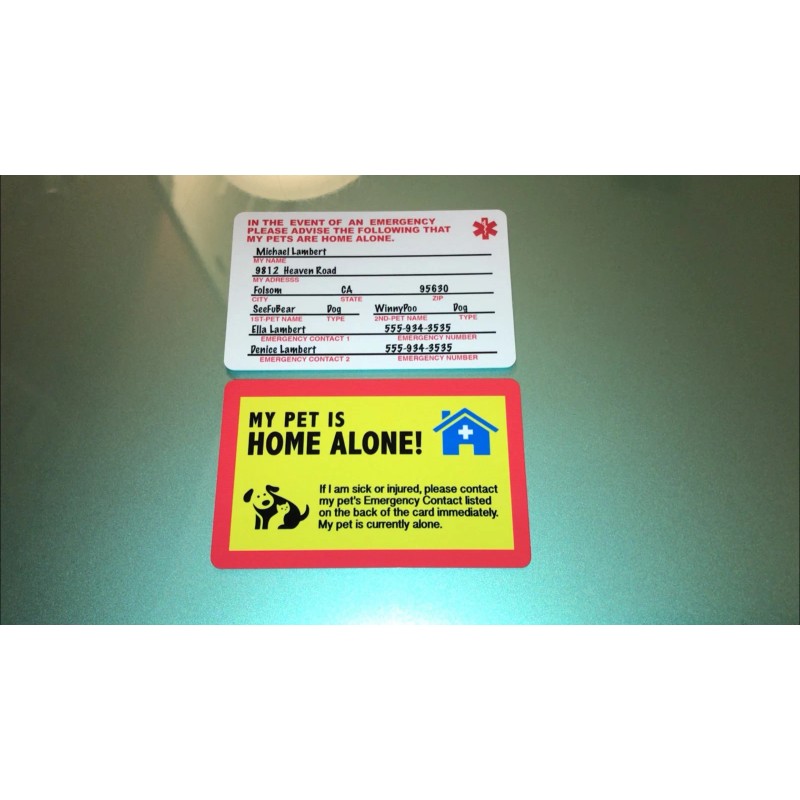 IN THE EVENT OF AN EMERGENCY
PLEASE ADVISE THE FOLLOWING THAT
MY PETS ARE HOME ALONE.
Michael Lambert
MY NAME
9812 Heaven Road
MY ADRESSS
Folsom CA 95630
CITY STATE ZIP
SeeFuBear Dog WinnyPoo Dog
1ST-PET NAME TYPE 2ND-PET NAME TYPE
Ella Lambert 555-934-3535
EMERGENCY CONTACT 1 EMERGENCY NUMBER
Denice Lambert 555-934-3535
EMERGENCY CONTACT 2 EMERGENCY NUMBER
MY PET IS
HOME ALONE!
If I am sick or injured, please contact
my pet's Emergency Contact listed
on the back of the card immediately.
My pet is currently alone.